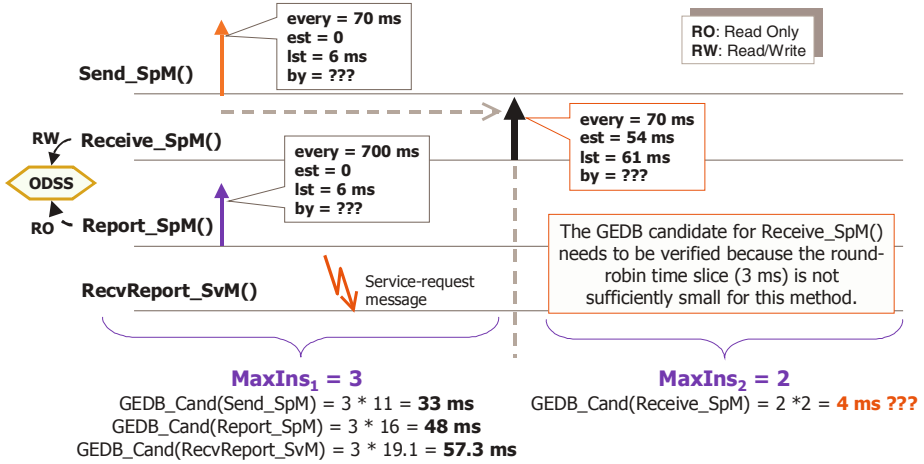 every = 70 ms
est = 0
lst = 6 ms
by = ???
RO: Read Only
RW: Read/Write
Send_SpM()
every = 70 ms
est = 54 ms
lst = 61 ms
by = ???
RW
Receive_SpM()
every = 700 ms
est = 0
lst = 6 ms
by = ???
ODSS
RO
Report_SpM()
The GEDB candidate for Receive_SpM()
needs to be verified because the round-
robin time slice (3 ms) is not
sufficiently small for this method.
RecvReport_SvM()
Service-request
message
MaxIns1 = 3
GEDB_Cand(Send_SpM) = 3 * 11 = 33 ms
GEDB_Cand(Report_SpM) = 3 * 16 = 48 ms
GEDB_Cand(RecvReport_SvM) = 3 * 19.1 = 57.3 ms
MaxIns2 = 2
GEDB_Cand(Receive_SpM) = 2 *2 = 4 ms ???